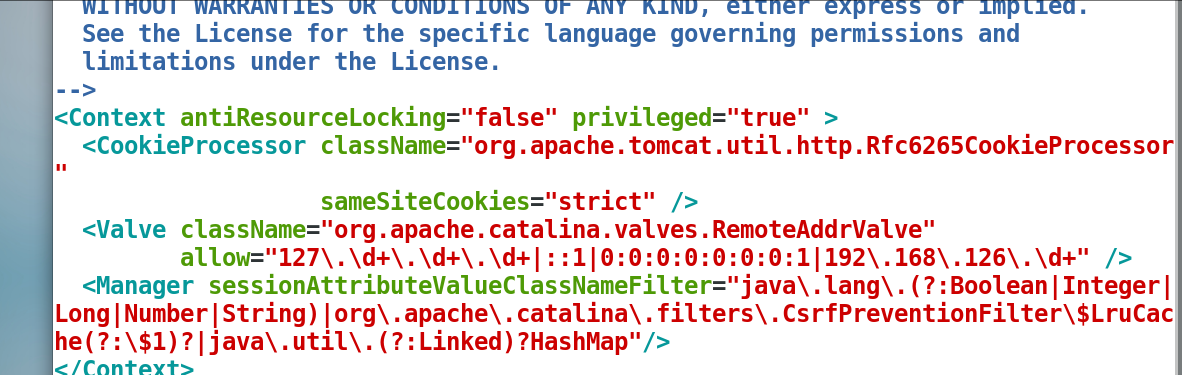 WITHOUT WARRANTIES OR CONDITIONS OF ANY KIND, either express or implied.
See the License for the specific language governing permissions and
limitations under the License.
-->
<Context antiResourceLocking="false" privileged="true" >
<CookieProcessor className="org.apache.tomcat.util.http.Rfc6265CookieProcessor
"
sameSiteCookies="strict" />
<Valve className="org.apache.catalina.valves.RemoteAddrValve"
allow="127\.\d+\.\d+\.\d+|::1|0:0:0:0:0:0:0:1|192\.168\.126\.\d+" />
<Manager sessionAttributeValueClassNameFilter="java\.lang\.(?:Boolean|Integer|
Long|Number|String)|org\.apache\.catalina\.filters\.CsrfPreventionFilter\$LruCac
he(?:\$1)?|java\.util\.(?:Linked)?HashMap"/>
</Context>